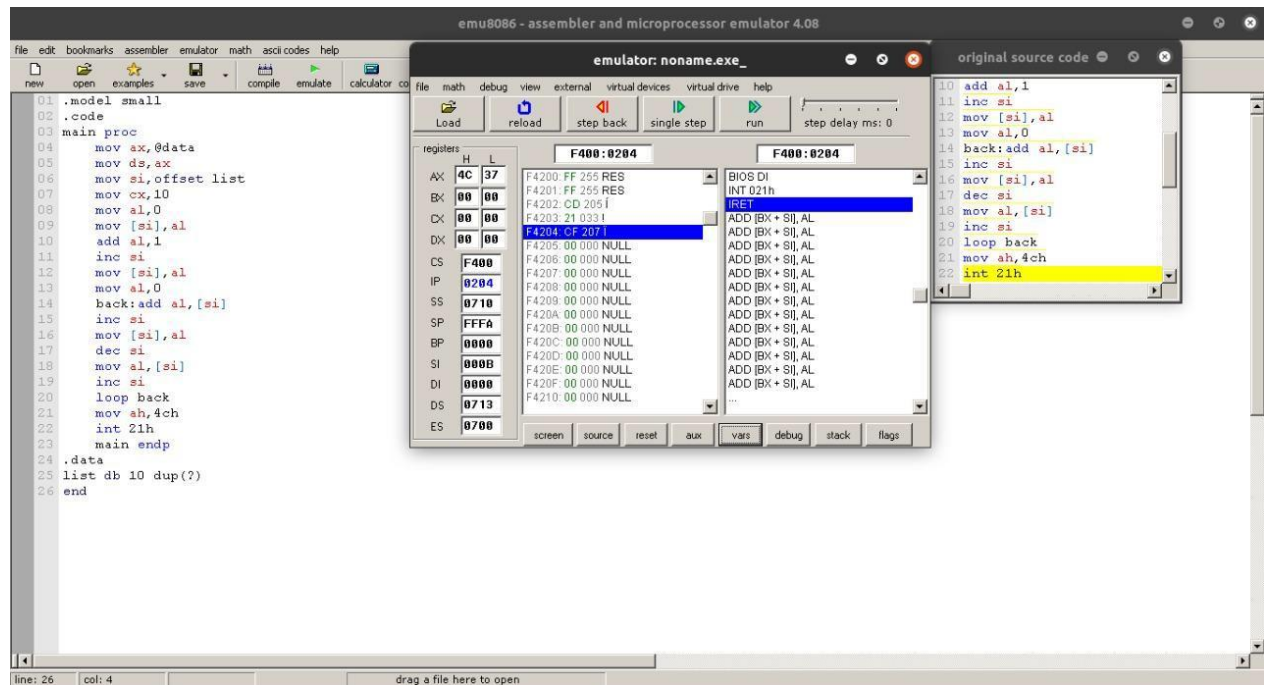 emu8086 - assembler and microprocessor emulator 4.08
file edit bookmarks assembler emulator math ascii codes help
new open examples save compile emulate calculator co
01 .model small
02 .code
03 main proc
04 mov ax,@data
05 mov ds,ax
06 mov si,offset list
07 mov cx,10
08 mov al,0
09 mov [si],al
10 add al,1
11 inc si
12 mov [si],al
13 mov al,0
14 back:add al,[si]
15 inc si
16 mov [si],al
17 dec si
18 mov al,[si]
19 inc si
20 loop back
21 mov ah,4ch
22 int 21h
23 main endp
24 .data
25 list db 10 dup(?)
26 end
line: 26 col: 4 drag a file here to open
emulator: noname.exe_
file math debug view external virtual devices virtual drive help
Load reload step back single step run step delay ms: 0
registers F400:0204 F400:0204
H L
AX 4C 37
BX 00 00
CX 00 00
DX 00 00
CS F400
IP 0204
SS 0710
SP FFFA
BP 0000
SI 000B
DI 0000
DS 0713
ES 0700
F4200: FF 255 RES
F4201: FF 255 RES
F4202: CD 205 Í
F4203: 21 033 !
F4204: CF 207 Ï
F4205: 00 000 NULL
F4206: 00 000 NULL
F4207: 00 000 NULL
F4208: 00 000 NULL
F4209: 00 000 NULL
F420A: 00 000 NULL
F420B: 00 000 NULL
F420C: 00 000 NULL
F420D: 00 000 NULL
F420E: 00 000 NULL
F420F: 00 000 NULL
F4210: 00 000 NULL
BIOS DI
INT 021h
IRET
ADD [BX + SI], AL
ADD [BX + SI], AL
ADD [BX + SI], AL
ADD [BX + SI], AL
ADD [BX + SI], AL
ADD [BX + SI], AL
ADD [BX + SI], AL
ADD [BX + SI], AL
ADD [BX + SI], AL
ADD [BX + SI], AL
ADD [BX + SI], AL
ADD [BX + SI], AL
ADD [BX + SI], AL
...
screen source reset aux vars debug stack flags
original source code
10 add al,1
11 inc si
12 mov [si],al
13 mov al,0
14 back:add al,[si]
15 inc si
16 mov [si],al
17 dec si
18 mov al,[si]
19 inc si
20 loop back
21 mov ah,4ch
22 int 21h